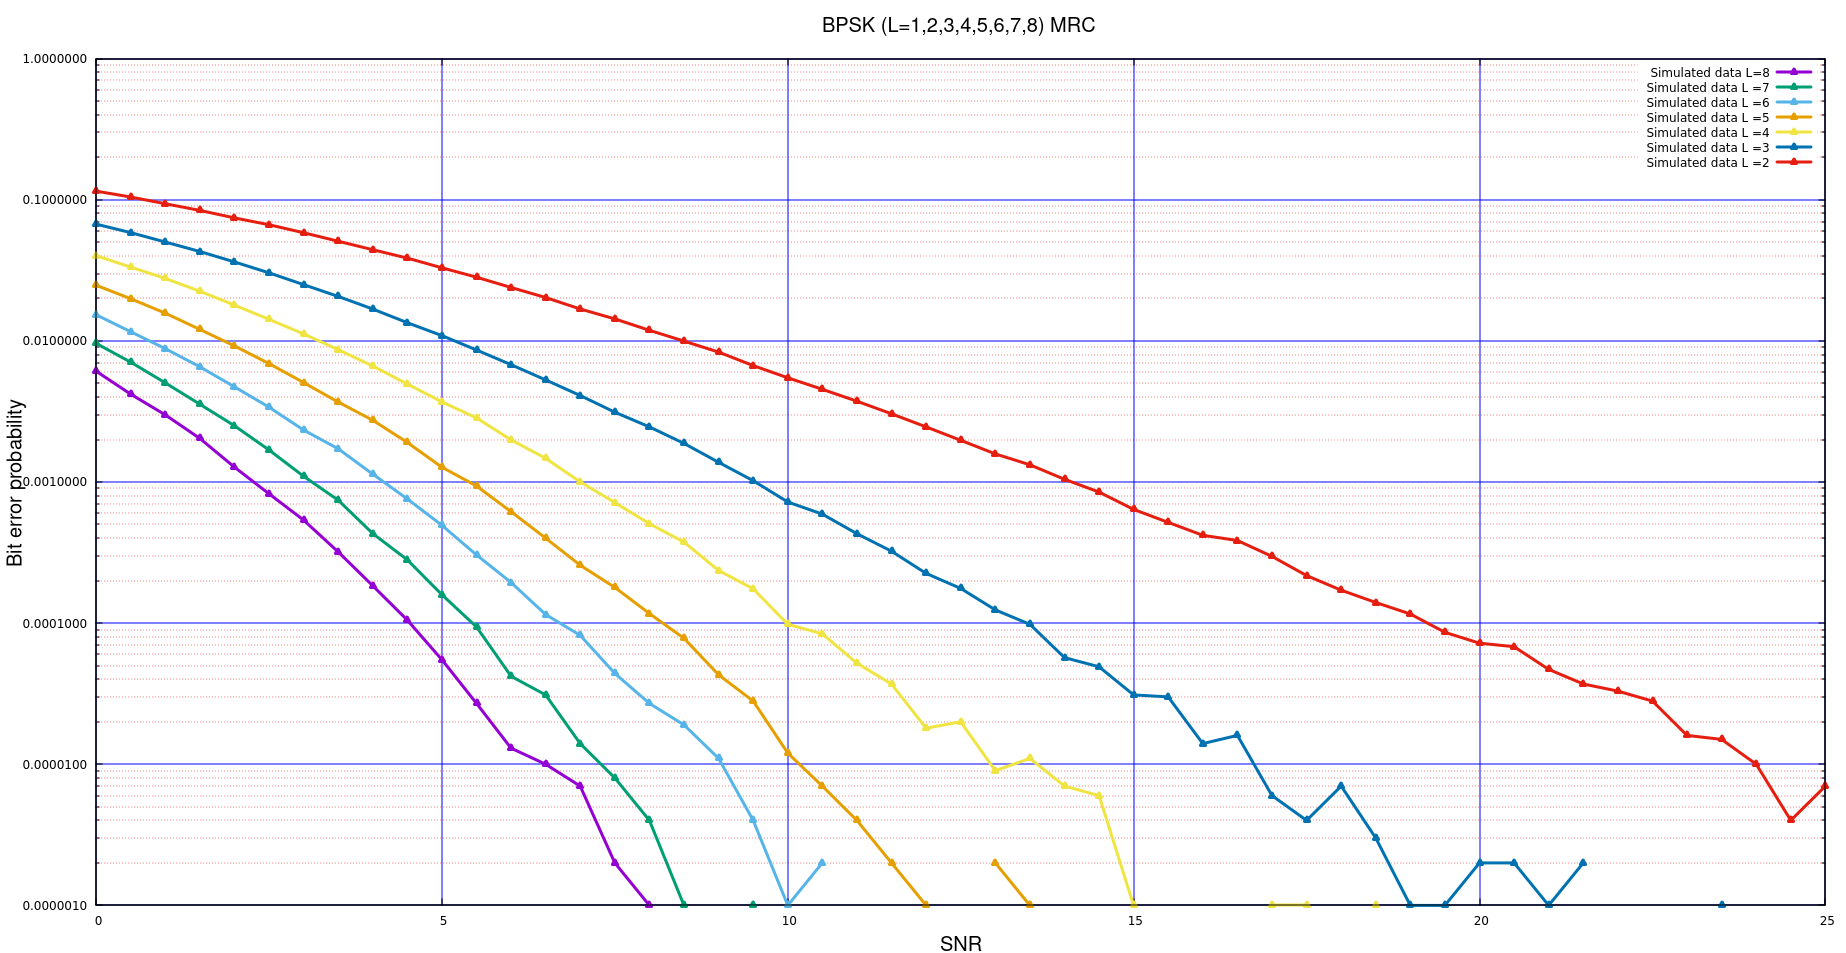 BPSK (L=1,2,3,4,5,6,7,8) MRC
1.0000000
Simulated data L=8
Simulated data L =7
Simulated data L =6
Simulated data L =5
Simulated data L =4
Simulated data L =3
Simulated data L =2
0.1000000
0.0100000
Bit error probability
0.0010000
0.0001000
0.0000100
0.0000010
0 5 10 15 20 25
SNR